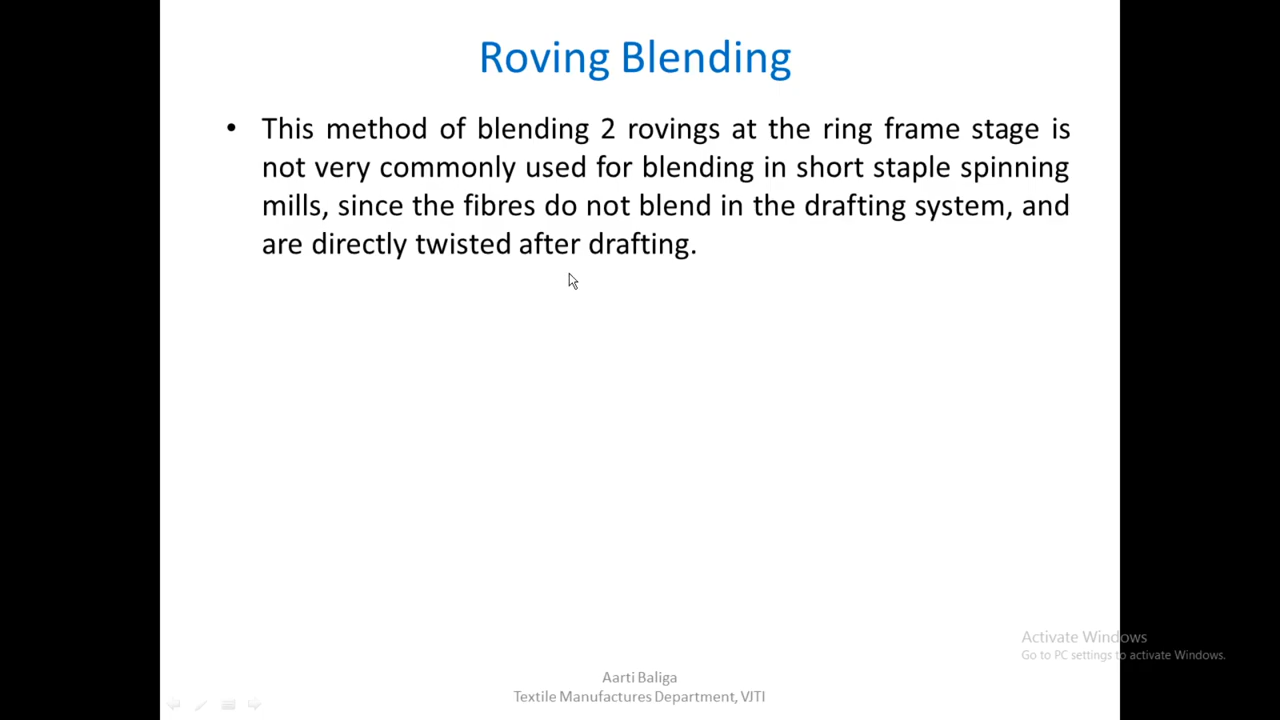 Roving Blending
• This method of blending 2 rovings at the ring frame stage is
not very commonly used for blending in short staple spinning
mills, since the fibres do not blend in the drafting system, and
are directly twisted after drafting.
Activate Windows
Go to PC settings to activate Windows.
Aarti Baliga
Textile Manufactures Department, VJTI